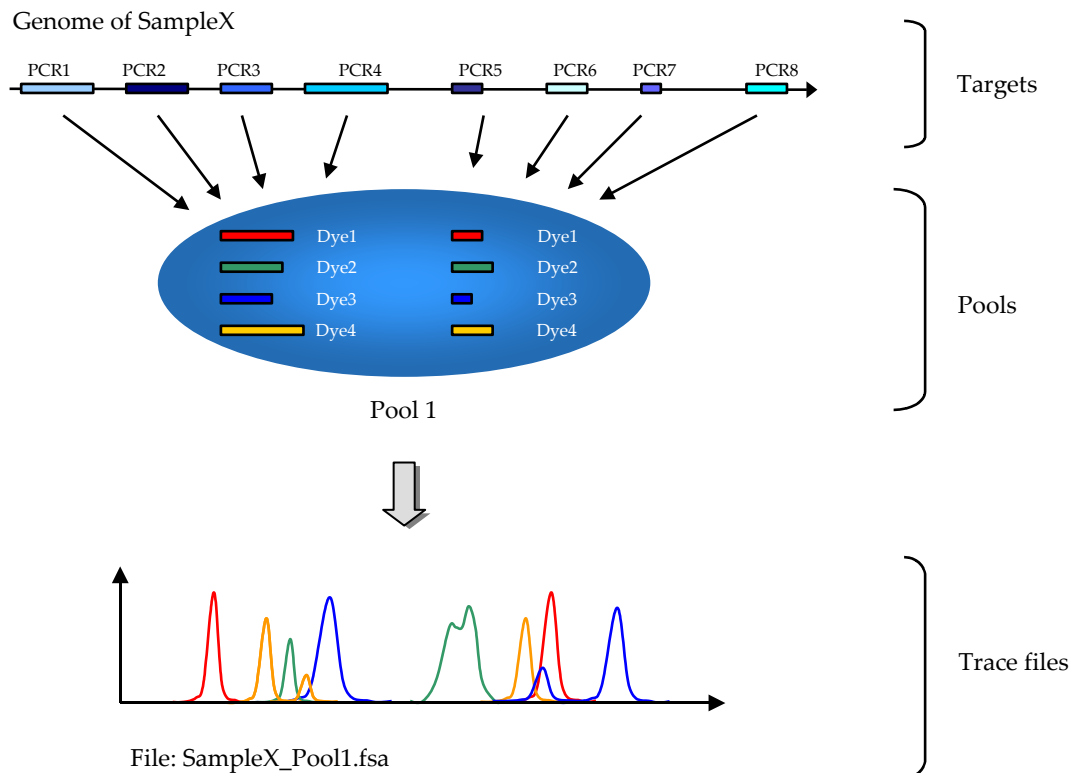 Genome of SampleX
PCR1 PCR2 PCR3 PCR4 PCR5 PCR6 PCR7 PCR8
Targets
Dye1 Dye1
Dye2 Dye2
Dye3 Dye3
Dye4 Dye4
Pools
Pool 1
Trace files
File: SampleX_Pool1.fsa